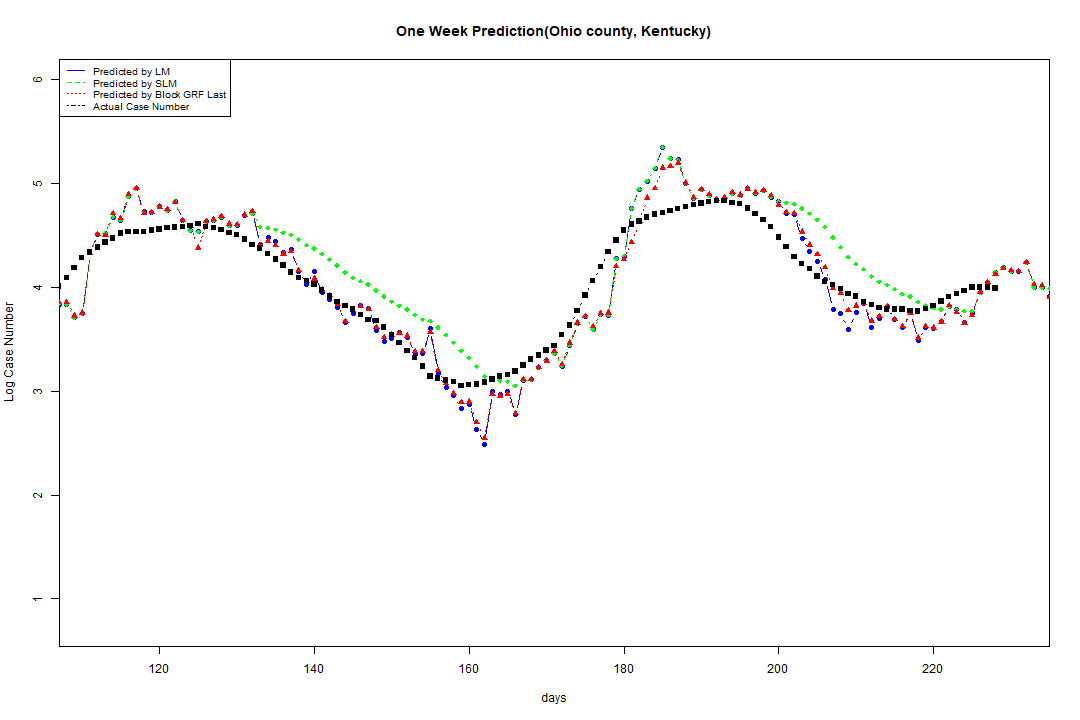 One Week Prediction(Ohio county, Kentucky)
Predicted by LM
Predicted by SLM
Predicted by Block GRF Last
Actual Case Number
6
5
4
3
2
1
Log Case Number
120 140 160 180 200 220
days